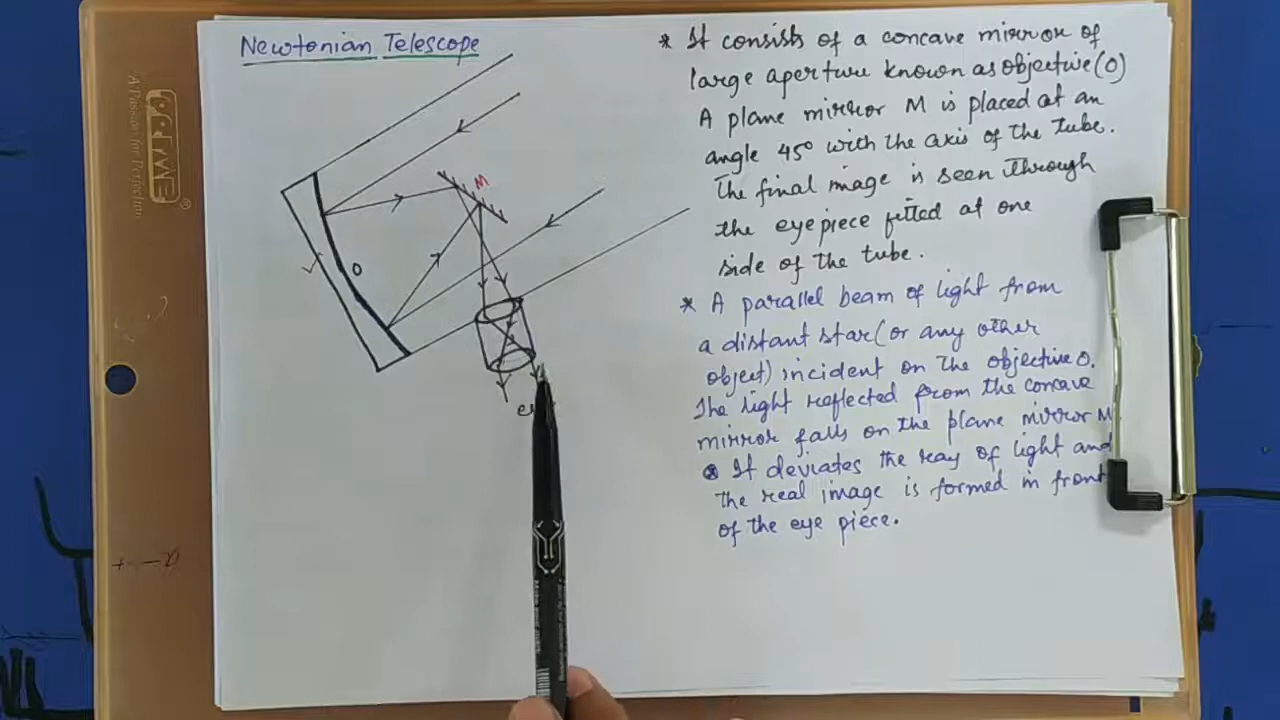 Newtonian Telescope
* It consists of a concave mirror of
large aperture known as objective (O)
A plane mirror M is placed at an
angle 45° with the axis of the tube.
The final image is seen through
the eyepiece fitted at one
side of the tube.
* A parallel beam of light from
a distant star (or any other
object) incident on the objective O.
The light reflected from the concave
mirror falls on the plane mirror M
* It deviates the ray of light and
the real image is formed in front
of the eye piece.
M
O
PRIME
A Passion for Perfection